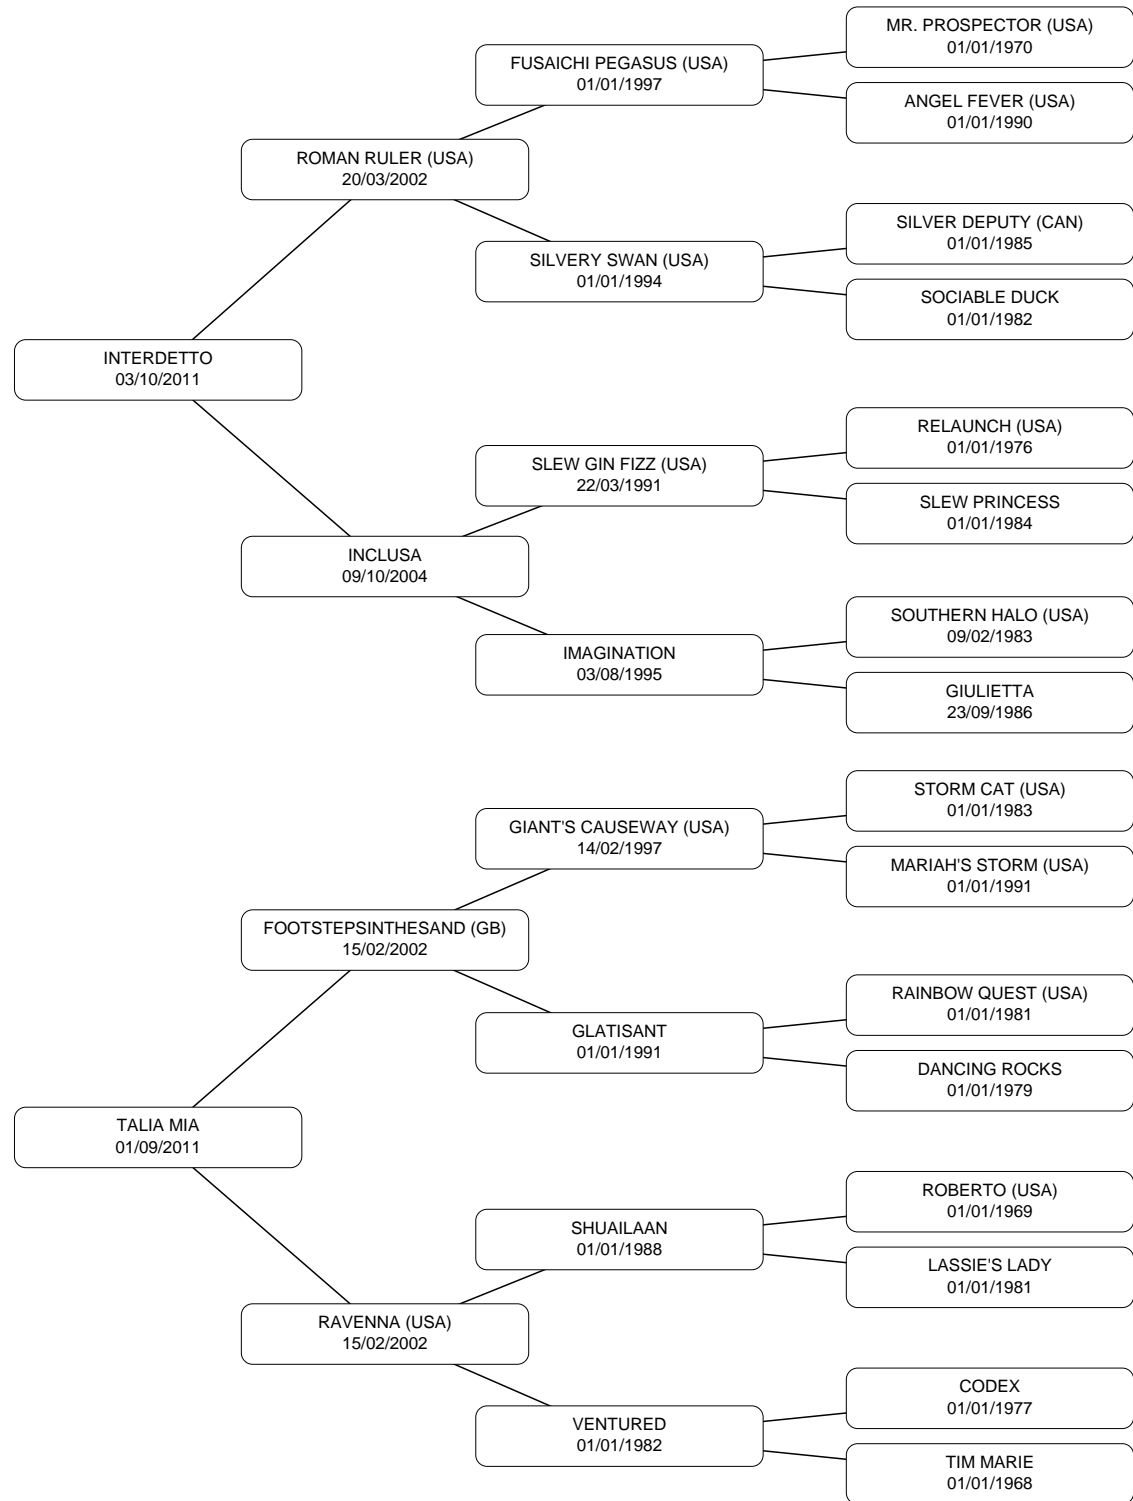 MR. PROSPECTOR (USA)
01/01/1970
FUSAICHI PEGASUS (USA)
01/01/1997
ANGEL FEVER (USA)
01/01/1990
ROMAN RULER (USA)
20/03/2002
SILVER DEPUTY (CAN)
01/01/1985
SILVERY SWAN (USA)
01/01/1994
SOCIABLE DUCK
01/01/1982
INTERDETTO
03/10/2011
RELAUNCH (USA)
01/01/1976
SLEW GIN FIZZ (USA)
22/03/1991
SLEW PRINCESS
01/01/1984
INCLUSA
09/10/2004
SOUTHERN HALO (USA)
09/02/1983
IMAGINATION
03/08/1995
GIULIETTA
23/09/1986
STORM CAT (USA)
01/01/1983
GIANT'S CAUSEWAY (USA)
14/02/1997
MARIAH'S STORM (USA)
01/01/1991
FOOTSTEPSINTHESAND (GB)
15/02/2002
RAINBOW QUEST (USA)
01/01/1981
GLATISANT
01/01/1991
DANCING ROCKS
01/01/1979
TALIA MIA
01/09/2011
ROBERTO (USA)
01/01/1969
SHUAILAAN
01/01/1988
LASSIE'S LADY
01/01/1981
RAVENNA (USA)
15/02/2002
CODEX
01/01/1977
VENTURED
01/01/1982
TIM MARIE
01/01/1968